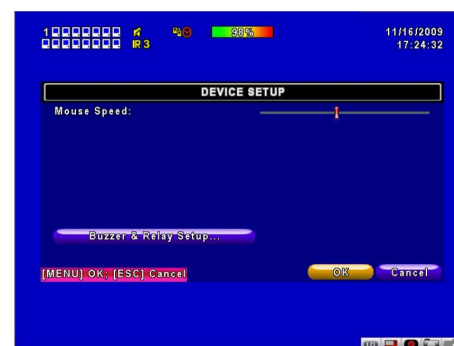 1
IR 3
98%
11/16/2009
17:24:32
DEVICE SETUP
Mouse Speed:
Buzzer & Relay Setup...
[MENU] OK; [ESC] Cancel
OK
Cancel